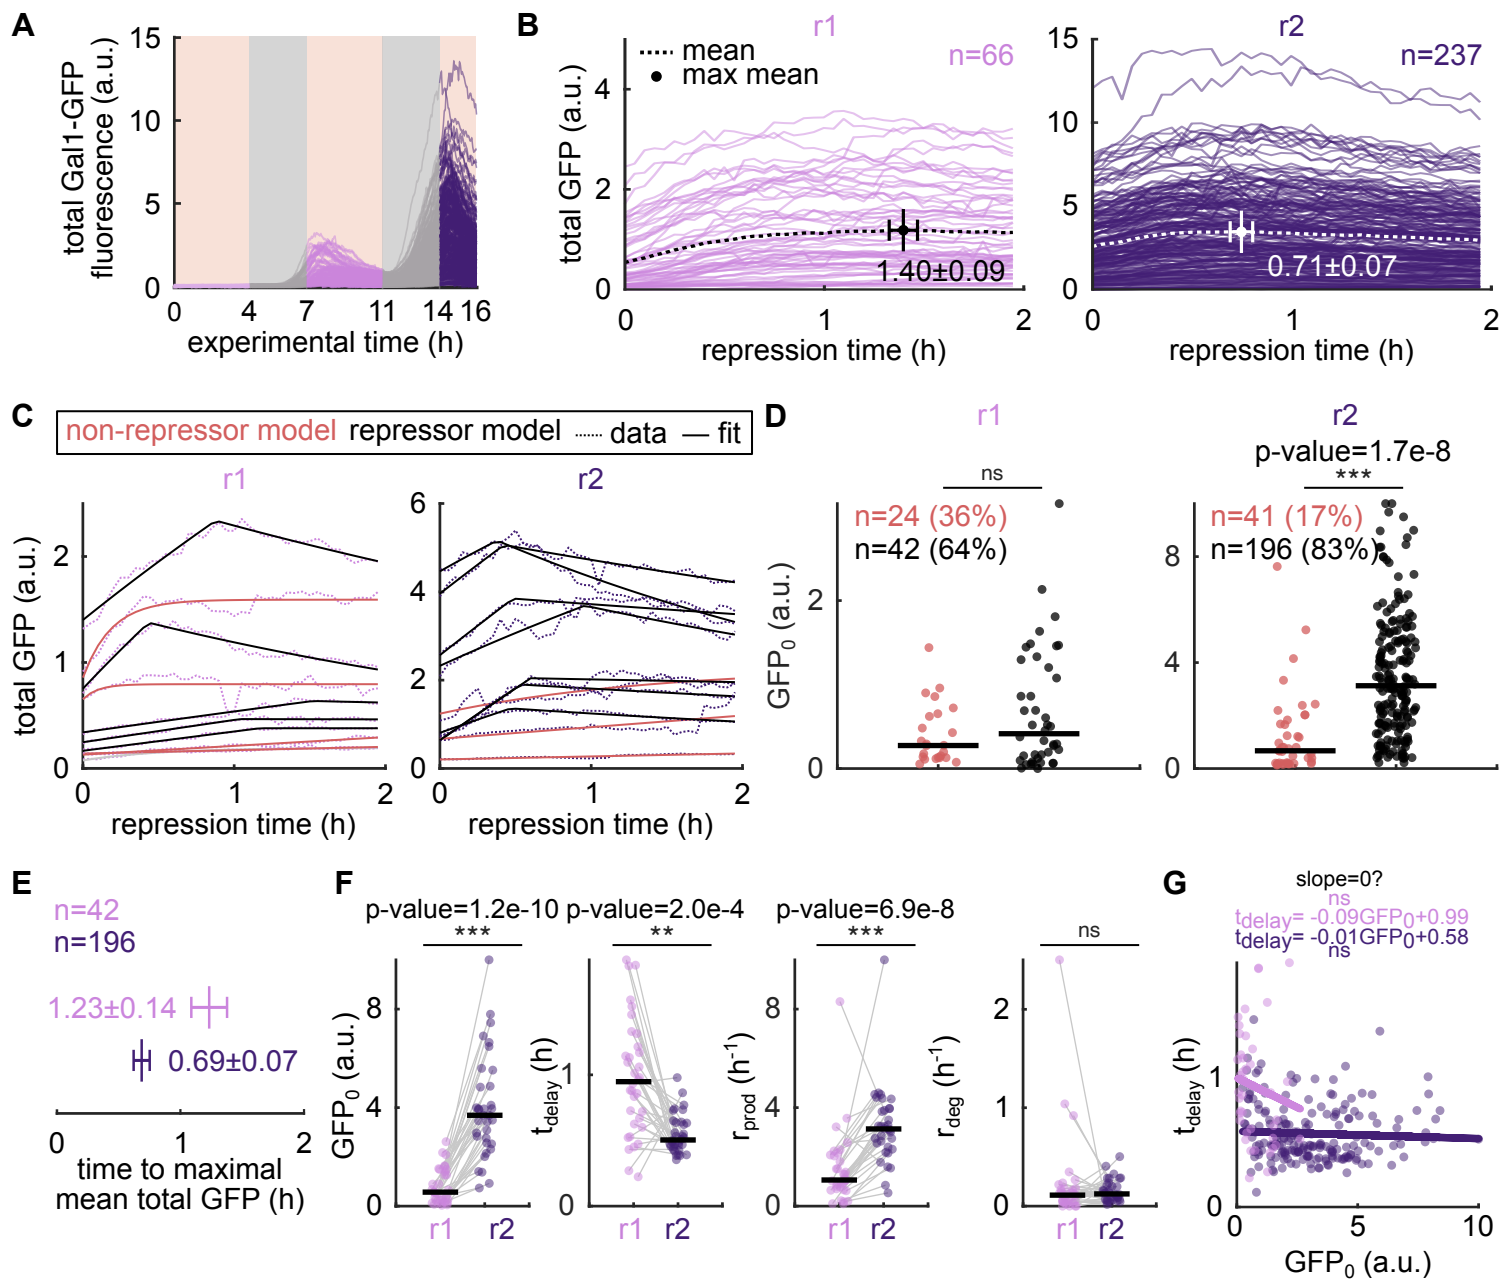 A
total Gal1-GFP
fluorescence (a.u.)
15
10
5
0
0 4 7 11 14 16
experimental time (h)
B
r1
mean
max mean
n=66
total GFP (a.u.)
4
2
0
1.40±0.09
0 1 2
repression time (h)
r2
n=237
15
10
5
0
0.71±0.07
0 1 2
repression time (h)
C
non-repressor model repressor model data fit
r1
total GFP (a.u.)
2
1
0
0 1 2
repression time (h)
r2
6
4
2
0
0 1 2
repression time (h)
D
r1
ns
n=24 (36%)
n=42 (64%)
GFP0 (a.u.)
2
0
r2
p-value=1.7e-8
***
n=41 (17%)
n=196 (83%)
8
4
0
E
n=42
n=196
1.23±0.14
0.69±0.07
0 1 2
time to maximal
mean total GFP (h)
F
p-value=1.2e-10
***
GFP0 (a.u.)
8
4
0
r1 r2
p-value=2.0e-4
**
tdelay (h)
1
0
r1 r2
p-value=6.9e-8
***
rprod (h-1)
8
4
0
r1 r2
ns
rdeg (h-1)
2
1
0
r1 r2
G
slope=0?
ns
tdelay= -0.09GFP0+0.99
tdelay= -0.01GFP0+0.58
ns
tdelay (h)
1
0
0 5 10
GFP0 (a.u.)